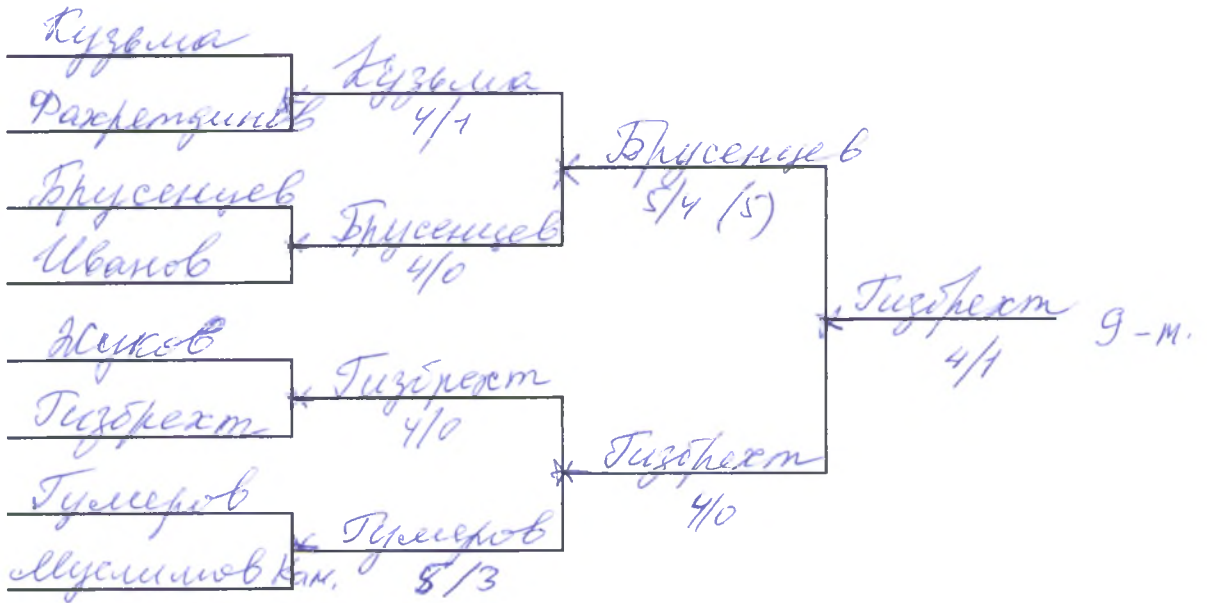 Кузьма
Фахретдинов
Кузьма
4/1
Брусенцев
Иванов
Брусенцев
4/0
Брусенцев
5/4 (5)
Жуков
Гизбрехт
Гизбрехт
4/0
Гумеров
Муслимов Кам.
Гумеров
5/3
Гизбрехт
4/0
Гизбрехт
4/1
9-м.